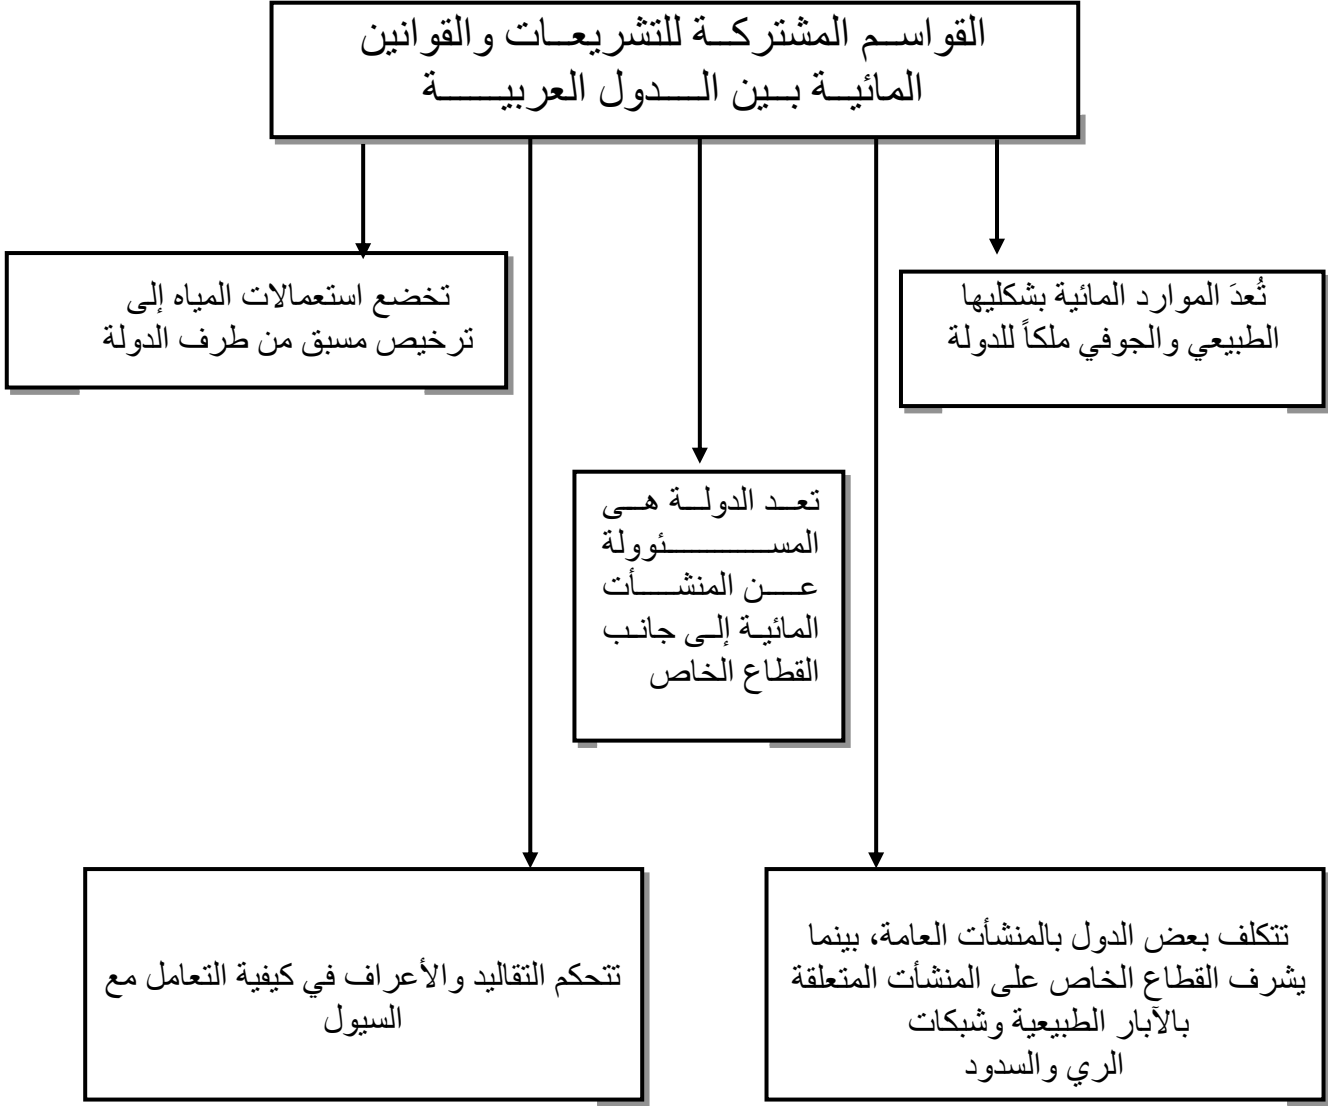 القواسم المشتركة للتشريعات والقوانين
المائية بين الدول العربية
تُعدَ الموارد المائية بشكليها
الطبيعي والجوفي ملكاً للدولة
تخضع استعمالات المياه إلى
ترخيص مسبق من طرف الدولة
تعد الدولة هى
المسئوولة
عن المنشأت
المائية إلى جانب
القطاع الخاص
تتكلف بعض الدول بالمنشأت العامة، بينما
يشرف القطاع الخاص على المنشأت المتعلقة
بالآبار الطبيعية وشبكات
الري والسدود
تتحكم التقاليد والأعراف في كيفية التعامل مع
السيول